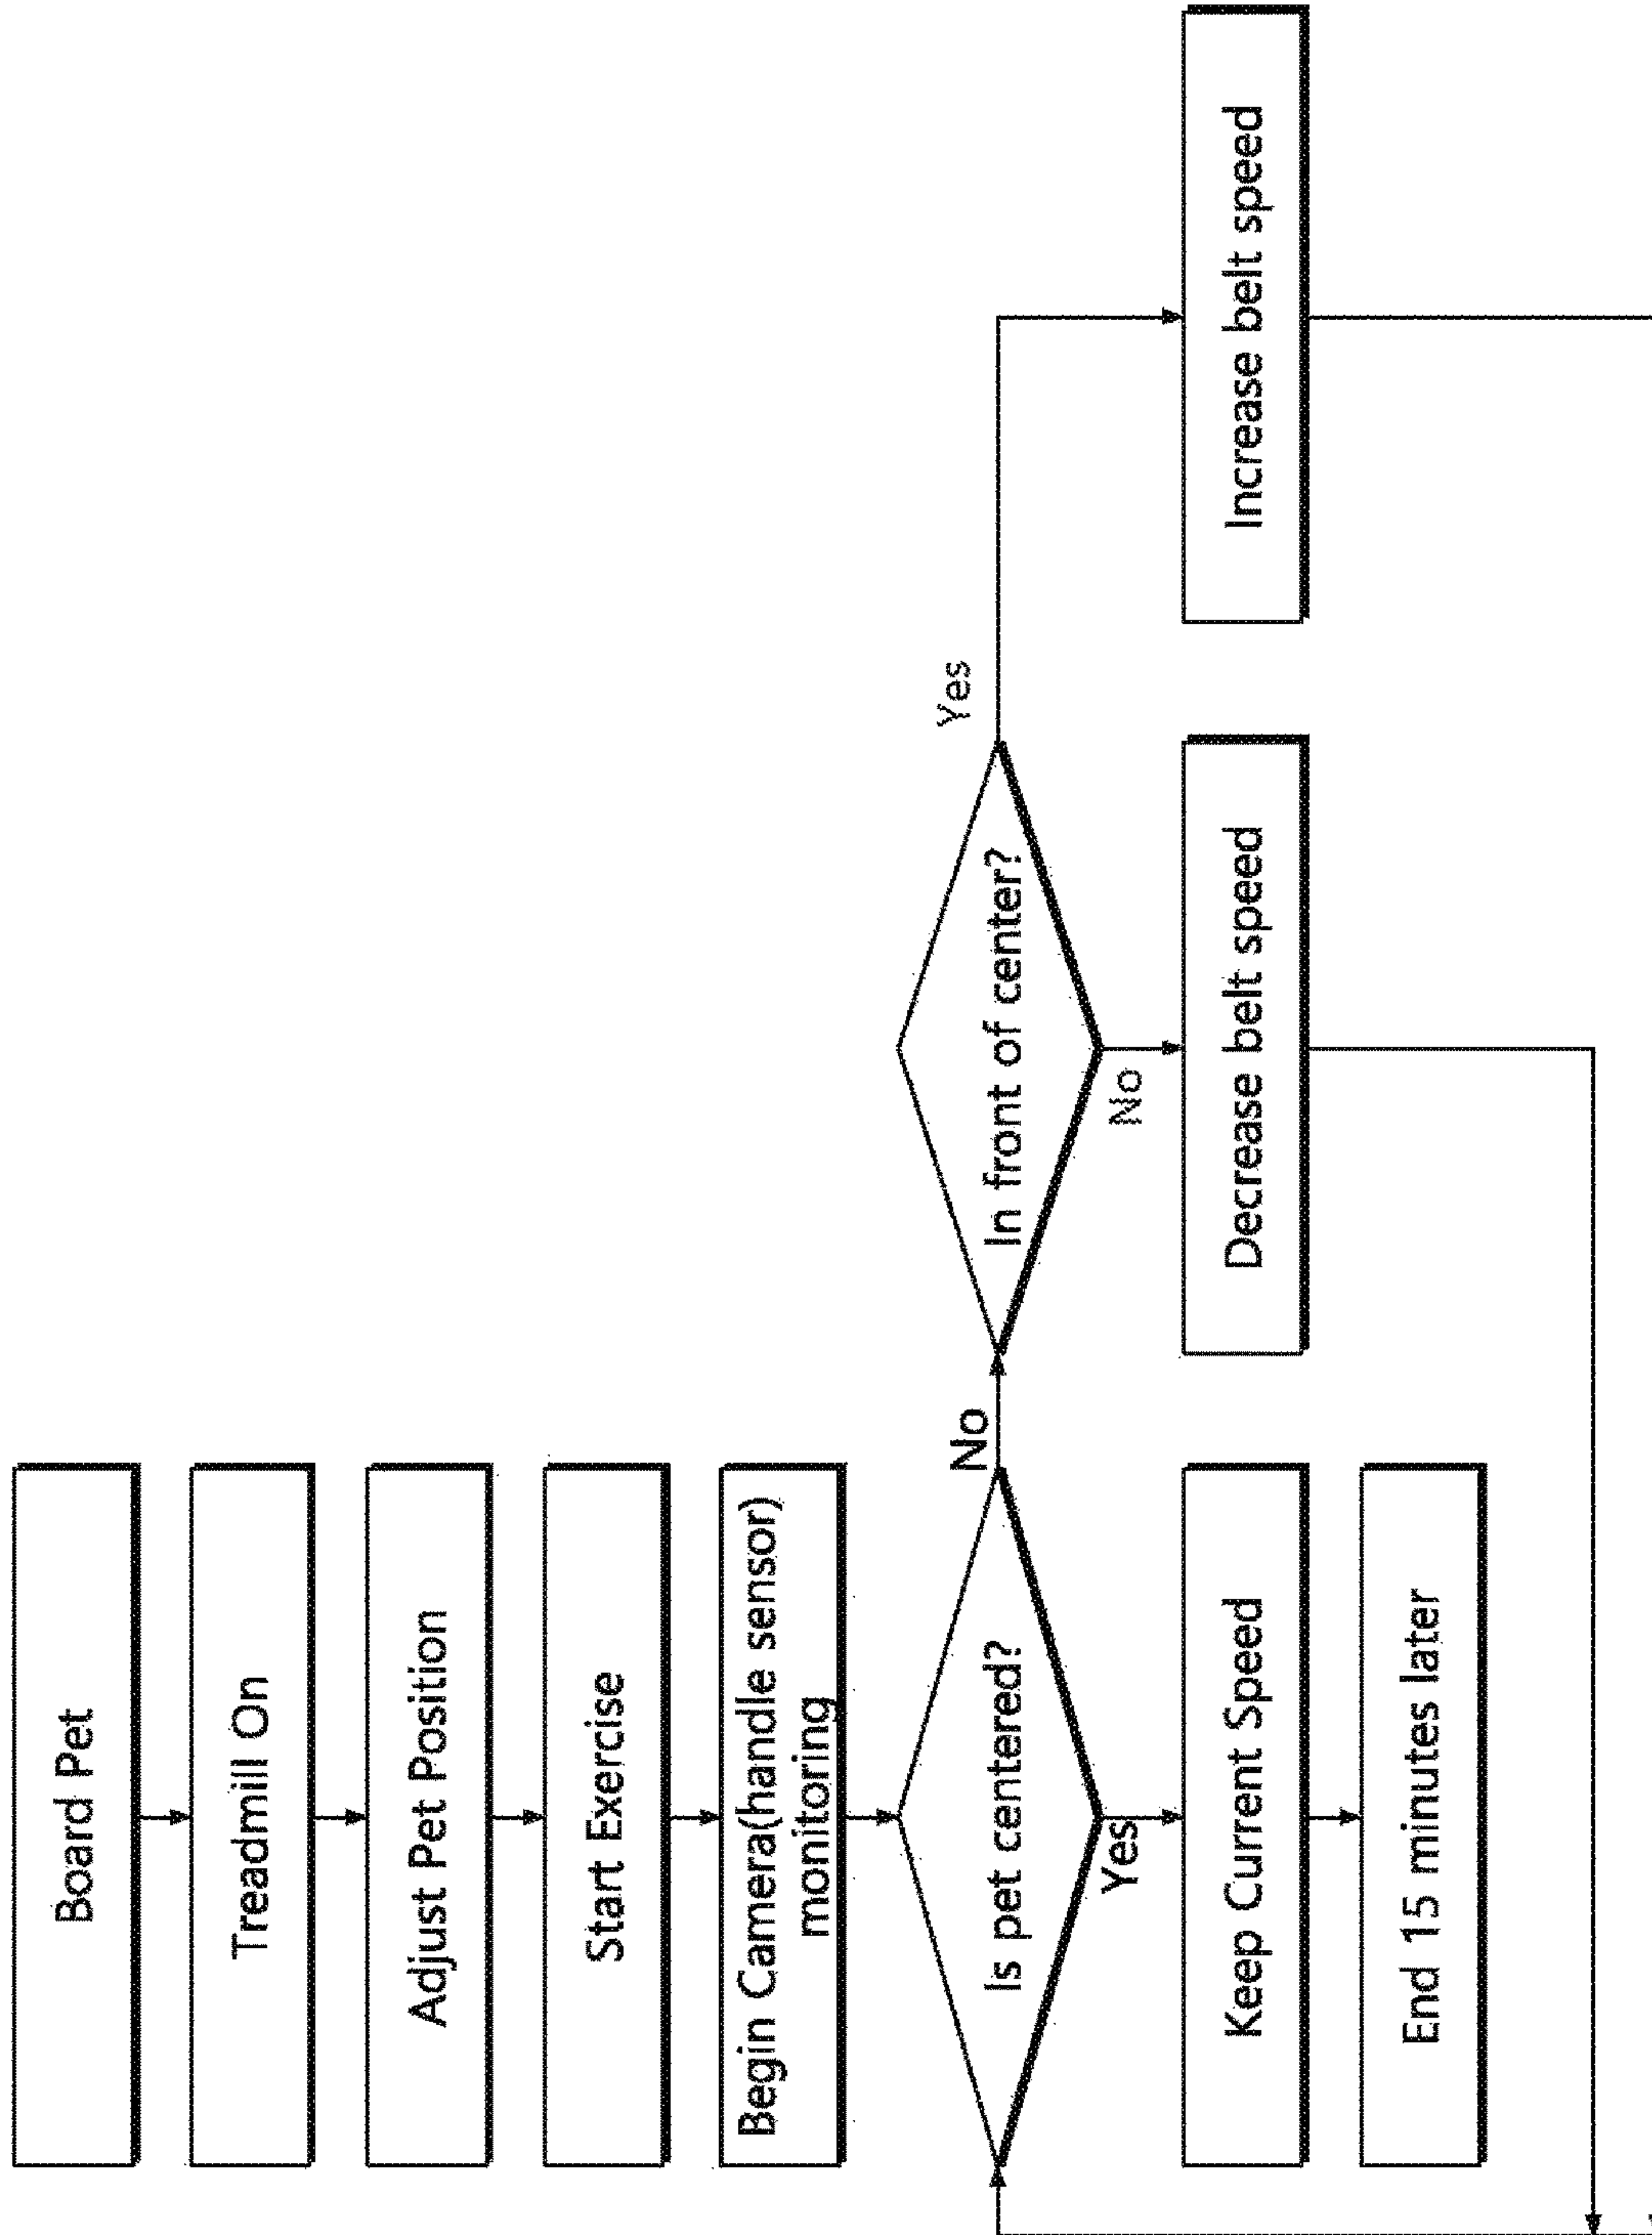 Board Pet
Treadmill On
Adjust Pet Position
Start Exercise
Begin Camera(handle sensor)
monitoring
Is pet centered?
No
In front of center?
Yes
Yes
No
Keep Current Speed
Decrease belt speed
Increase belt speed
End 15 minutes later